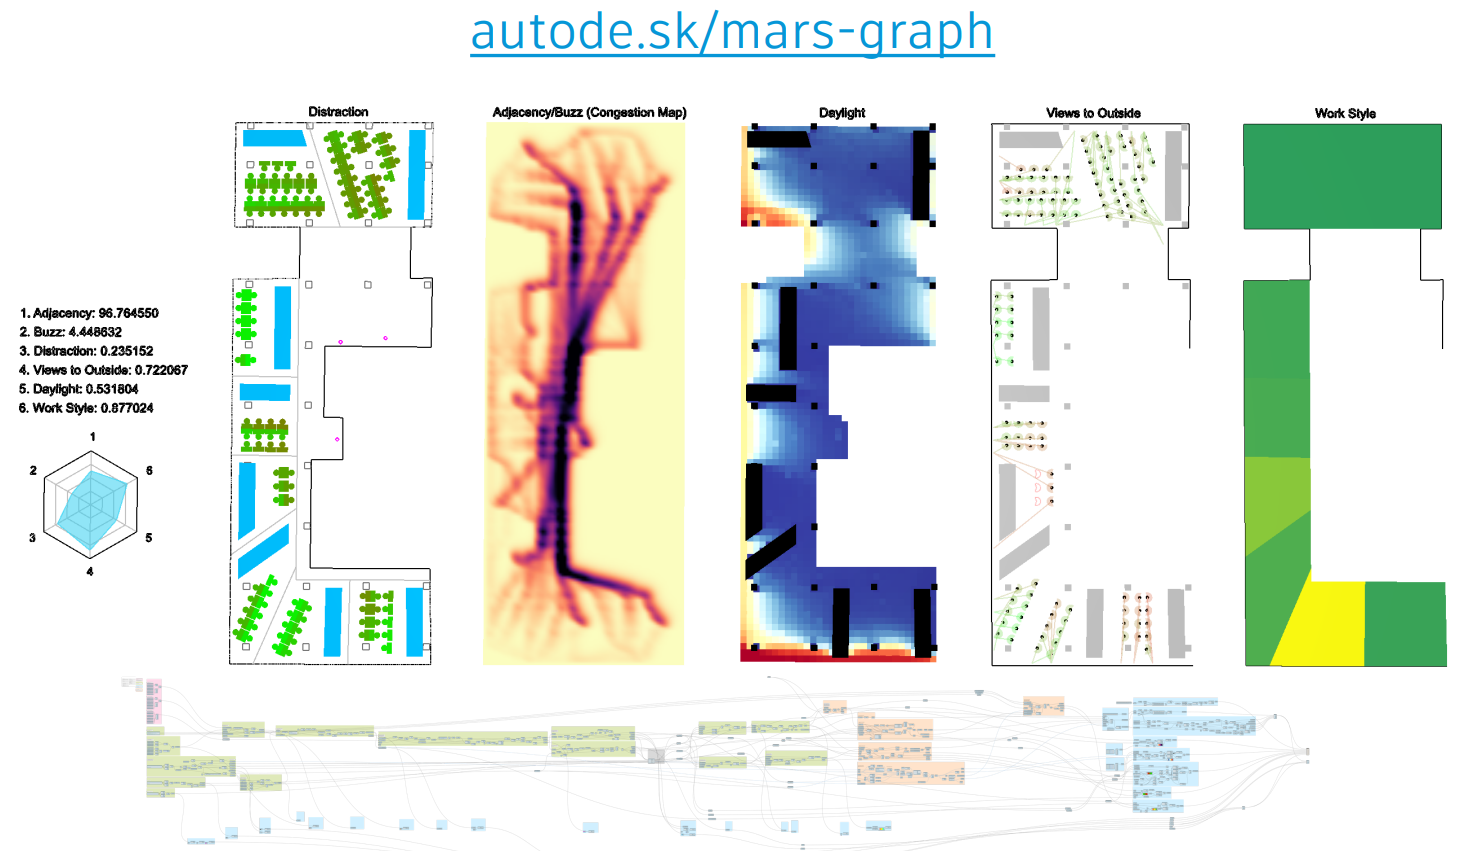 autode.sk/mars-graph
Distraction
Adjacency/Buzz (Congestion Map)
Daylight
Views to Outside
Work Style
1. Adjacency: 96.764550
2. Buzz: 4.448632
3. Distraction: 0.235152
4. Views to Outside: 0.722067
5. Daylight: 0.531804
6. Work Style: 0.877024
1
2
6
3
5
4